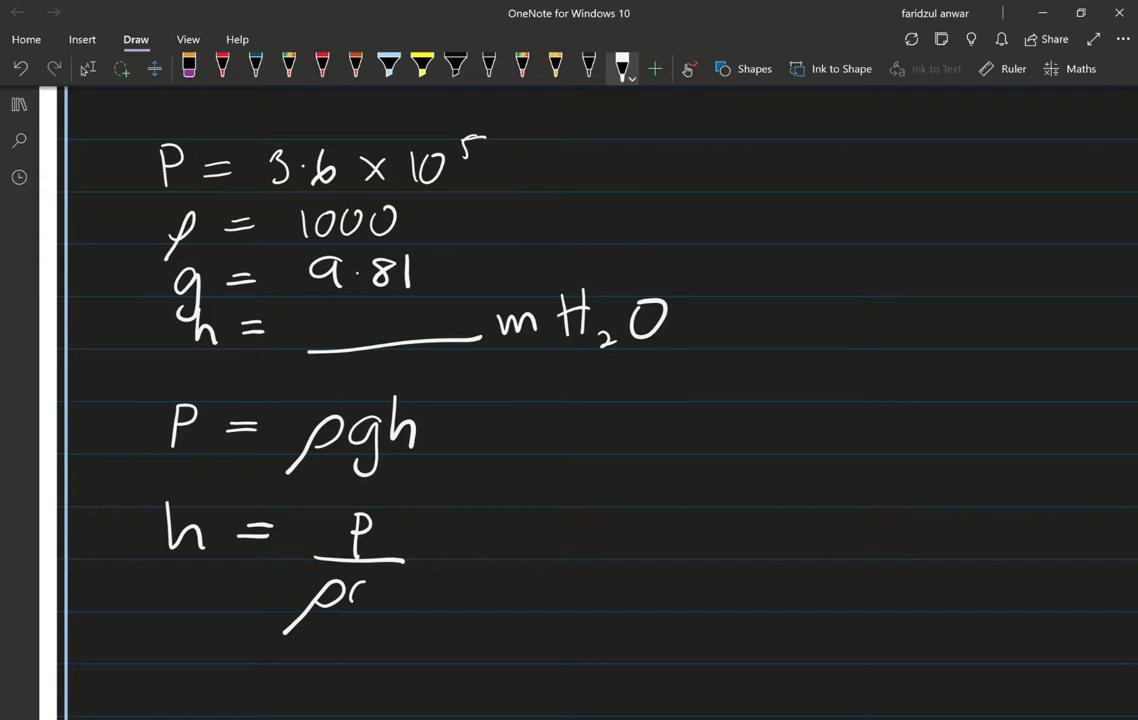 OneNote for Windows 10
faridzul anwar
Home Insert Draw View Help
Share
Shapes Ink to Shape Ink to Text Ruler Maths
P = 3.6 × 10⁵
ρ = 1000
g = 9.81
h = ______ m H₂O
P = ρgh
h = P
ρ